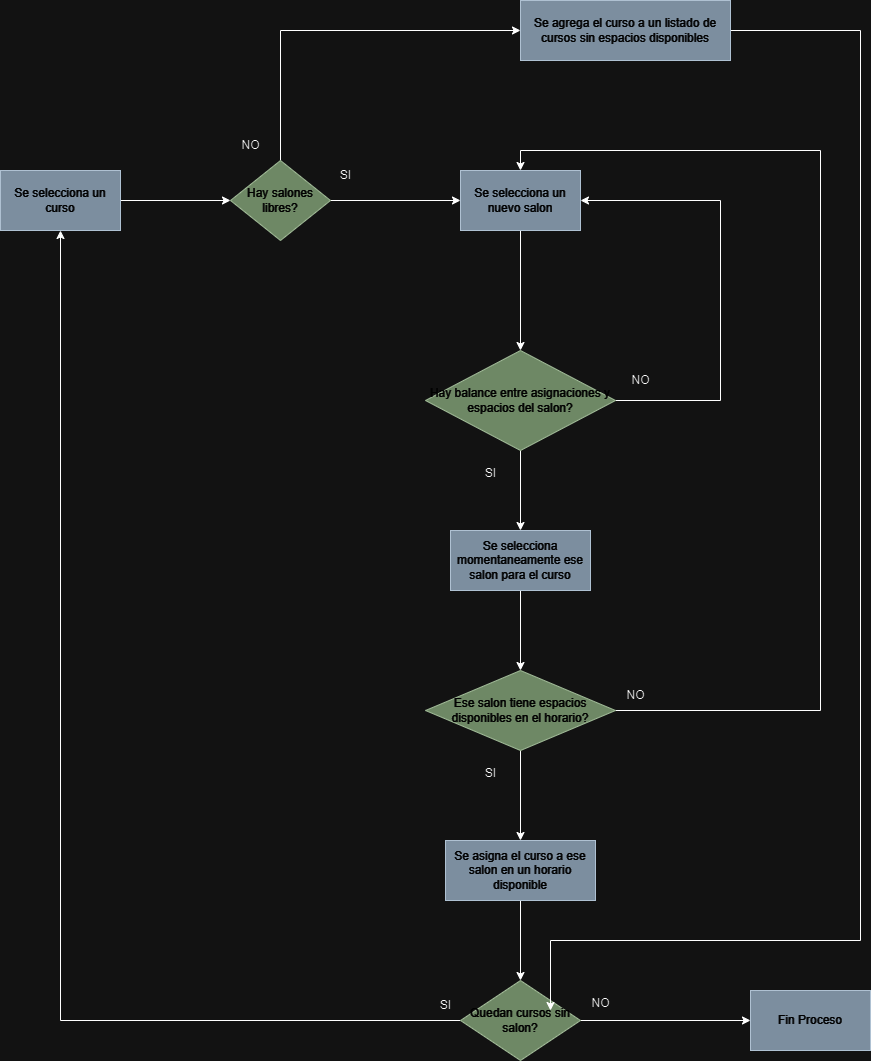 Se agrega el curso a un listado de
cursos sin espacios disponibles
NO
SI
Se selecciona un
curso
Hay salones
libres?
Se selecciona un
nuevo salon
NO
Hay balance entre asignaciones y
espacios del salon?
SI
Se selecciona
momentaneamente ese
salon para el curso
NO
Ese salon tiene espacios
disponibles en el horario?
SI
Se asigna el curso a ese
salon en un horario
disponible
SI
NO
Quedan cursos sin
salon?
Fin Proceso